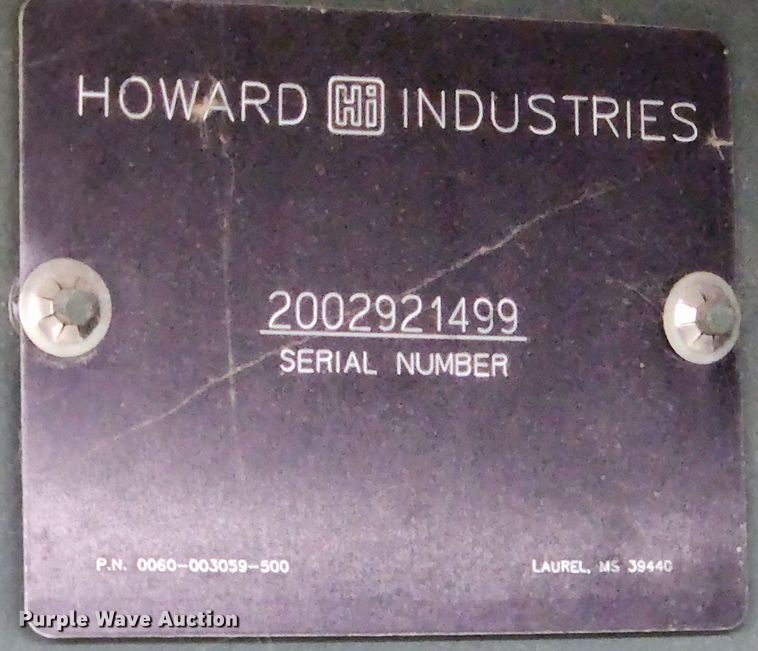 HOWARD Hi INDUSTRIES
2002921499
SERIAL NUMBER
P.N. 0060-003059-500 LAUREL, MS 39440
Purple Wave Auction